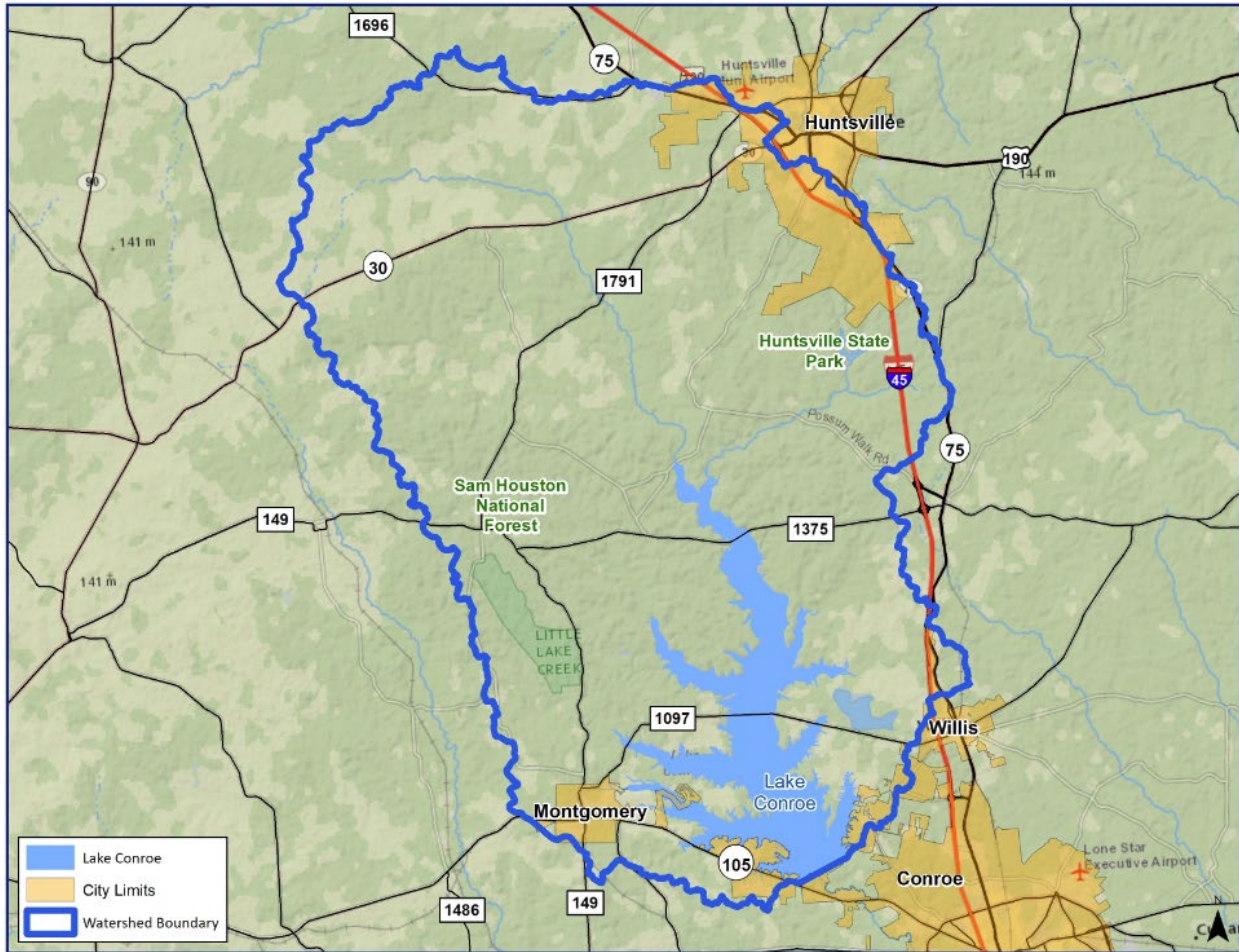 1696
75
Huntsville
Airport
Huntsville
190
144 m
30
90
141 m
30
1791
Huntsville State
Park
45
Possum Walk Rd
75
Sam Houston
National
Forest
149
1375
141 m
LITTLE
LAKE
CREEK
1097
Willis
Lake
Conroe
Montgomery
105
Lone Star
Executive Airport
Conroe
1486
149
N
Lake Conroe
City Limits
Watershed Boundary